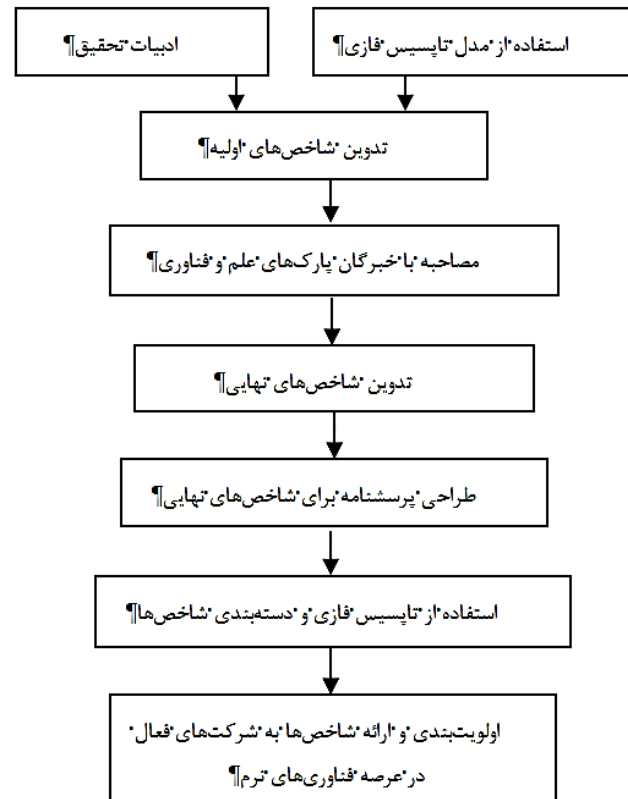 استفاده از مدل تاپسیس فازی¶
ادبیات تحقیق¶
تدوین شاخص‌های اولیه¶
مصاحبه با خبرگان پارک‌های علم و فناوری¶
تدوین شاخص‌های نهایی¶
طراحی پرسشنامه برای شاخص‌های نهایی¶
استفاده از تاپسیس فازی و دسته‌بندی شاخص‌ها¶
اولویت‌بندی و ارائه شاخص‌ها به شرکت‌های فعال
در عرصه فناوری‌های نرم¶